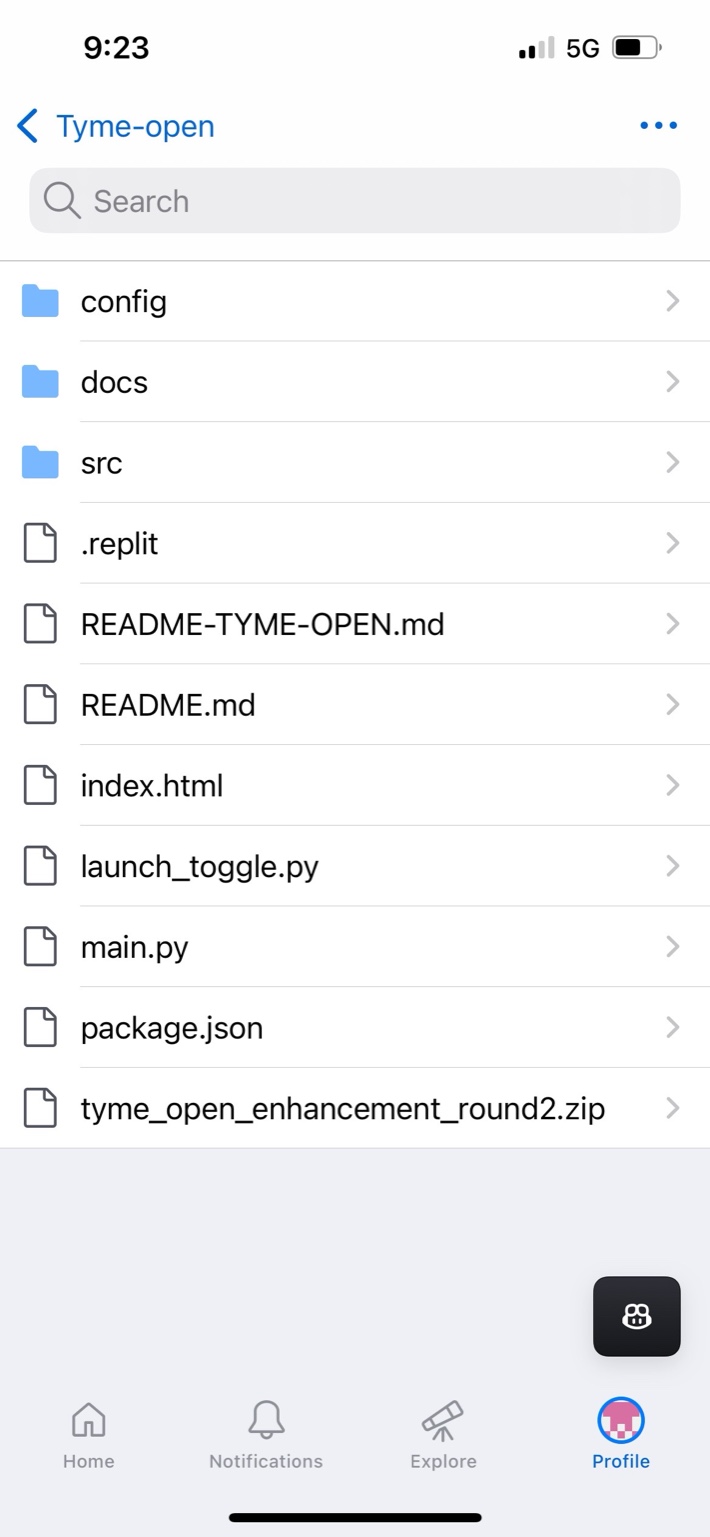 9:23
5G
Tyme-open
Search
config
docs
src
.replit
README-TYME-OPEN.md
README.md
index.html
launch_toggle.py
main.py
package.json
tyme_open_enhancement_round2.zip
Home
Notifications
Explore
Profile